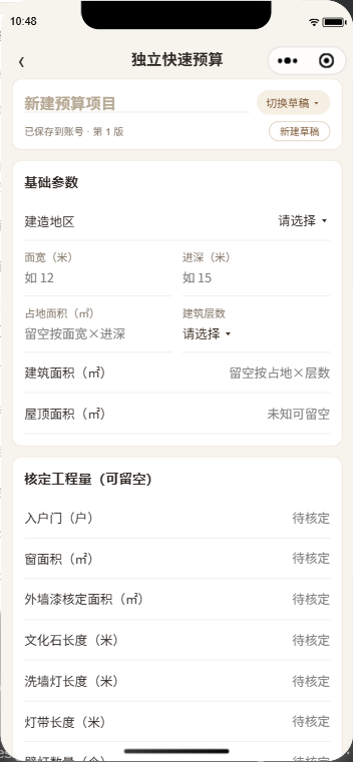 10:48
独立快速预算
新建预算项目
切换草稿
已保存到账号 · 第 1 版
新建草稿
基础参数
建造地区
请选择
面宽（米）
进深（米）
如 12
如 15
占地面积（㎡）
建筑层数
留空按面宽×进深
请选择
建筑面积（㎡）
留空按占地×层数
屋顶面积（㎡）
未知可留空
核定工程量（可留空）
入户门（户）
待核定
窗面积（㎡）
待核定
外墙漆核定面积（㎡）
待核定
文化石长度（米）
待核定
洗墙灯长度（米）
待核定
灯带长度（米）
待核定